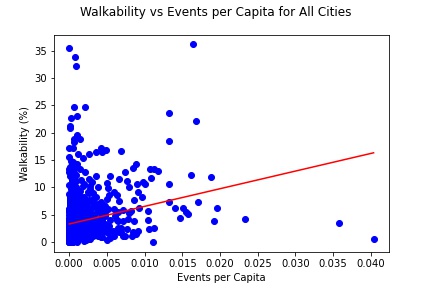 Walkability vs Events per Capita for All Cities
35
30
25
20
15
10
5
0
Walkability (%)
0.000 0.005 0.010 0.015 0.020 0.025 0.030 0.035 0.040
Events per Capita